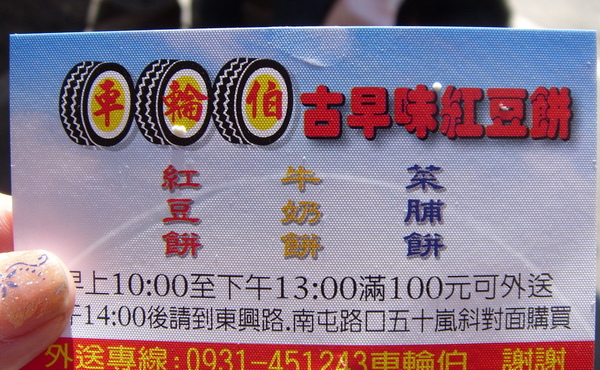 車輪伯 古早味紅豆餅
紅豆餅 牛奶餅 菜脯餅
早上10:00至下午13:00滿100元可外送
午14:00後請到東興路.南屯路口五十嵐斜對面購買
外送專線:0931-451243車輪伯 謝謝